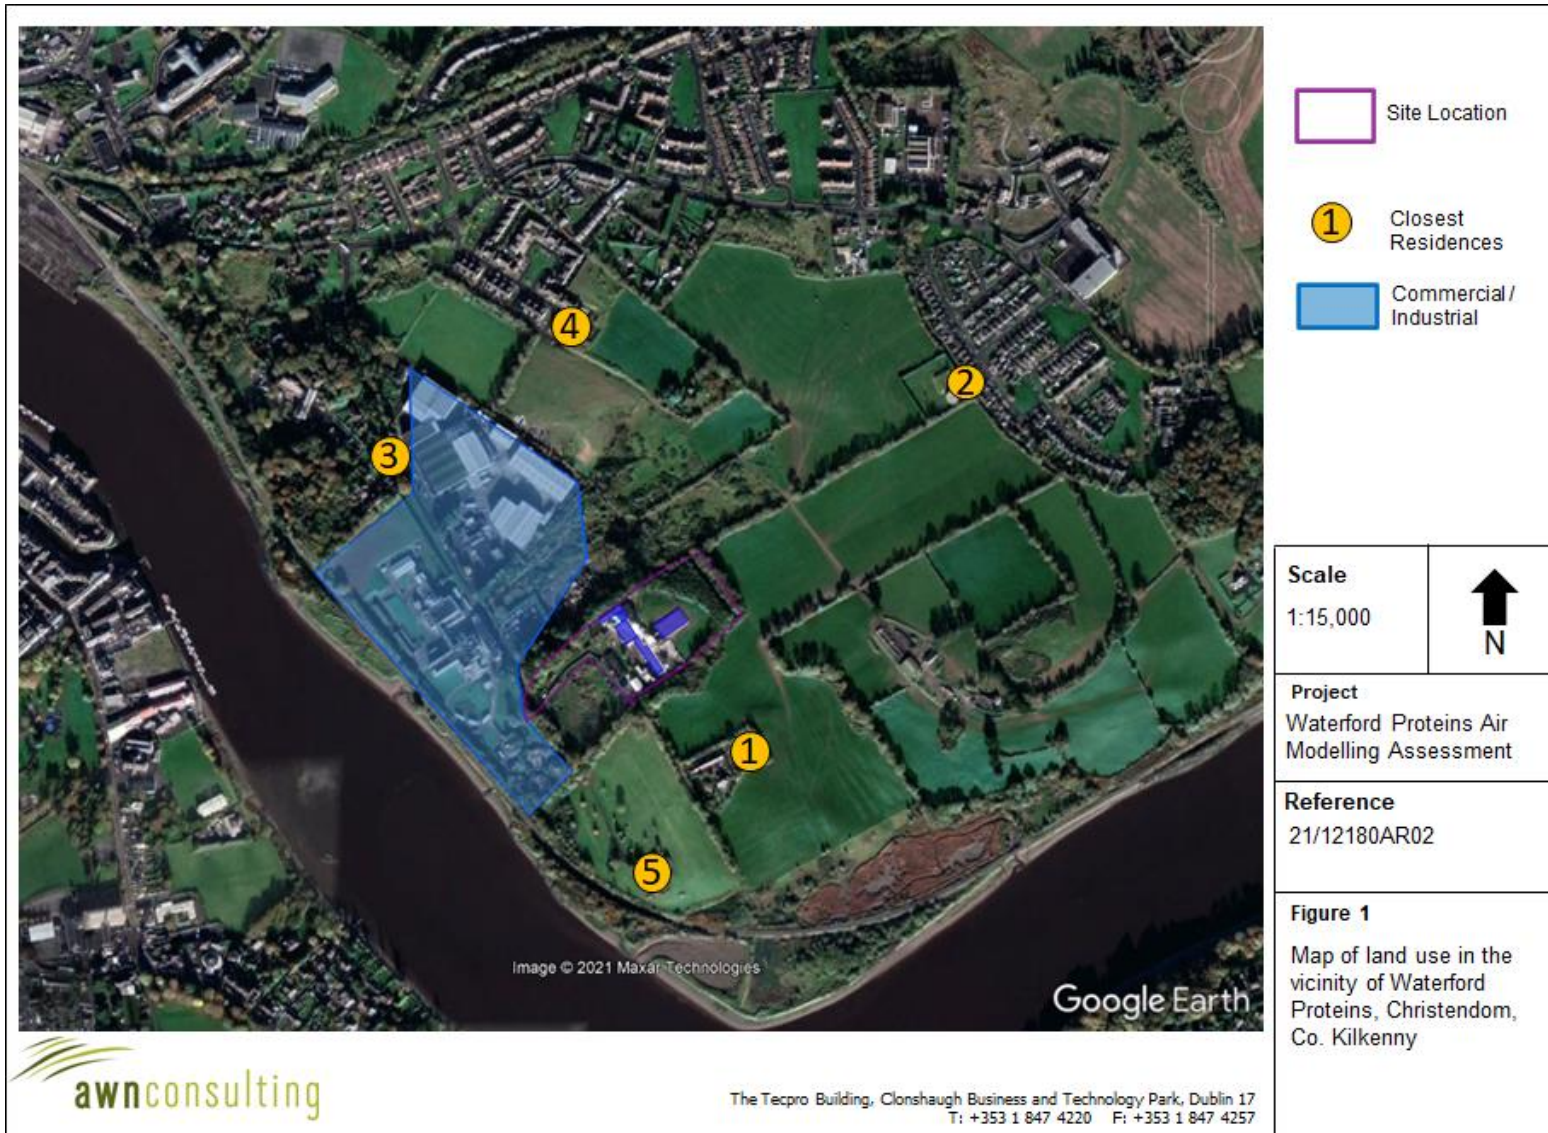 Site Location
1
Closest
Residences
Commercial /
Industrial
4
2
3
1
5
Image © 2021 Maxar Technologies
Google Earth
Scale
1:15,000
N
Project
Waterford Proteins Air
Modelling Assessment
Reference
21/12180AR02
Figure 1
Map of land use in the
vicinity of Waterford
Proteins, Christendom,
Co. Kilkenny
awnconsulting
The Tecpro Building, Clonshaugh Business and Technology Park, Dublin 17
T: +353 1 847 4220 F: +353 1 847 4257